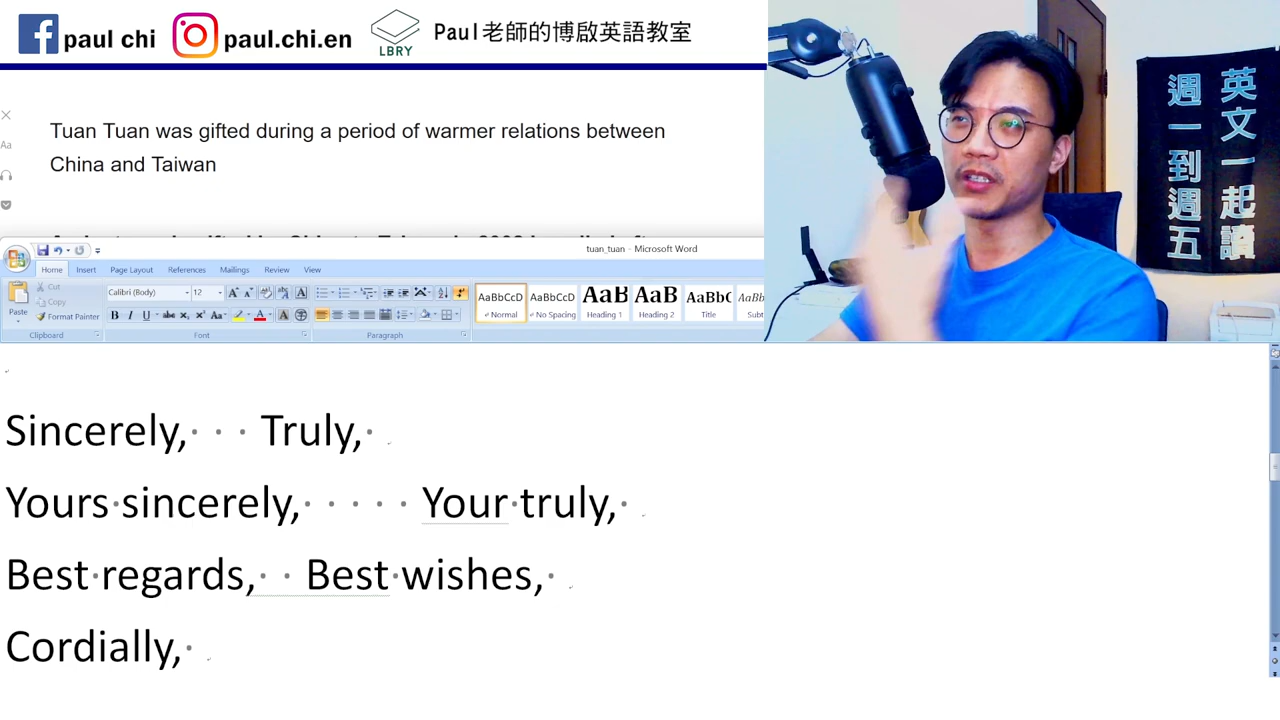 paul chi
paul.chi.en
LBRY
Paul老師的博啟英語教室
Tuan Tuan was gifted during a period of warmer relations between
China and Taiwan
Aa
tuan_tuan - Microsoft Word
Home Insert Page Layout References Mailings Review View
Paste
Cut
Copy
Format Painter
Clipboard
Calibri (Body) 12
Font
Paragraph
AaBbCcD AaBbCcD AaBb AaB AaBbC AaBb
Normal No Spacing Heading 1 Heading 2 Title Subt
英文一起讀
週一到週五
Sincerely, Truly,
Yours sincerely, Your truly,
Best regards, Best wishes,
Cordially,